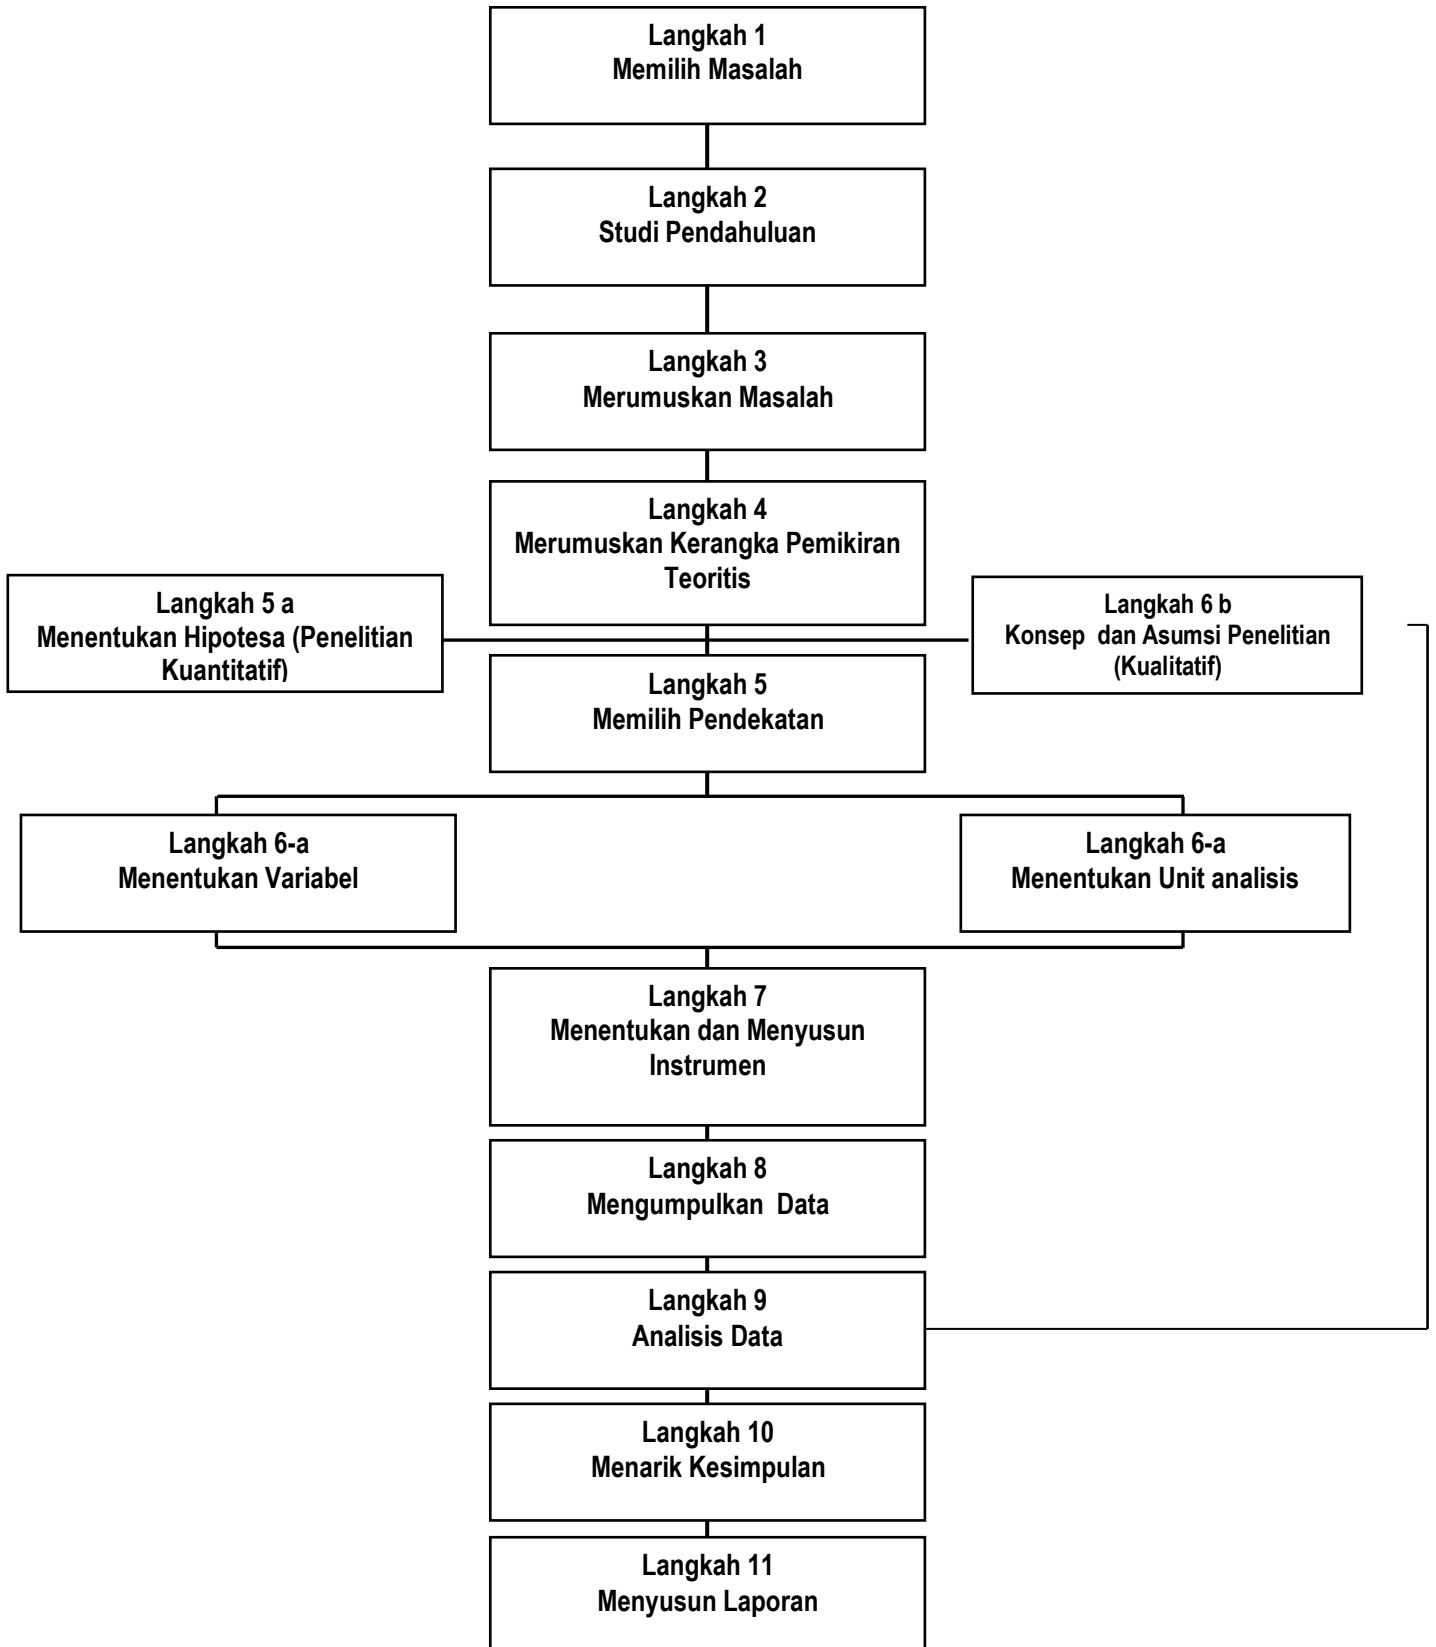 Langkah 1
Memilih Masalah
Langkah 2
Studi Pendahuluan
Langkah 3
Merumuskan Masalah
Langkah 4
Merumuskan Kerangka Pemikiran
Teoritis
Langkah 5 a
Menentukan Hipotesa (Penelitian
Kuantitatif)
Langkah 6 b
Konsep dan Asumsi Penelitian
(Kualitatif)
Langkah 5
Memilih Pendekatan
Langkah 6-a
Menentukan Variabel
Langkah 6-a
Menentukan Unit analisis
Langkah 7
Menentukan dan Menyusun
Instrumen
Langkah 8
Mengumpulkan Data
Langkah 9
Analisis Data
Langkah 10
Menarik Kesimpulan
Langkah 11
Menyusun Laporan